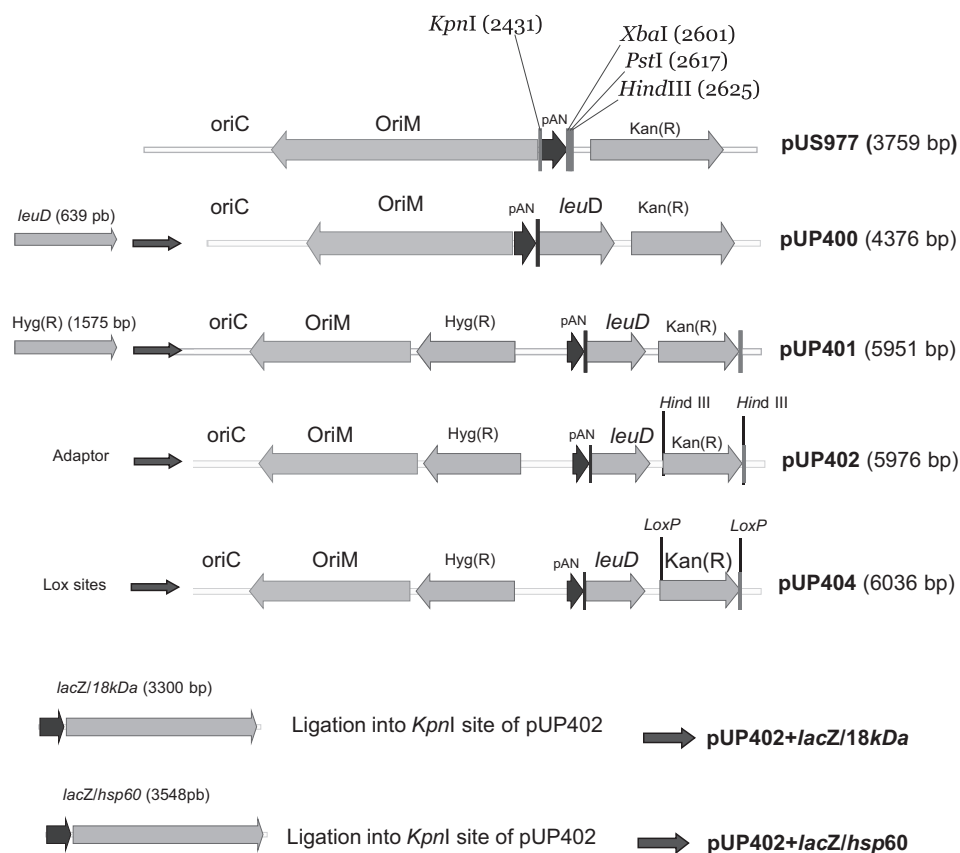 KpnI (2431)
XbaI (2601)
PstI (2617)
HindIII (2625)
oriC OriM pAN Kan(R) pUS977 (3759 bp)
leuD (639 pb) oriC OriM pAN leuD Kan(R) pUP400 (4376 bp)
Hyg(R) (1575 bp) oriC OriM Hyg(R) pAN leuD Kan(R) pUP401 (5951 bp)
Hind III Hind III
Adaptor oriC OriM Hyg(R) pAN leuD Kan(R) pUP402 (5976 bp)
LoxP LoxP
Lox sites oriC OriM Hyg(R) pAN leuD Kan(R) pUP404 (6036 bp)
lacZ/18kDa (3300 bp)
Ligation into KpnI site of pUP402 pUP402+lacZ/18kDa
lacZ/hsp60 (3548pb)
Ligation into KpnI site of pUP402 pUP402+lacZ/hsp60